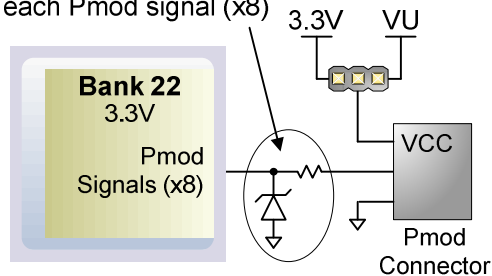 each Pmod signal (x8)
3.3V
VU
Bank 22
3.3V
Pmod
Signals (x8)
VCC
Pmod
Connector